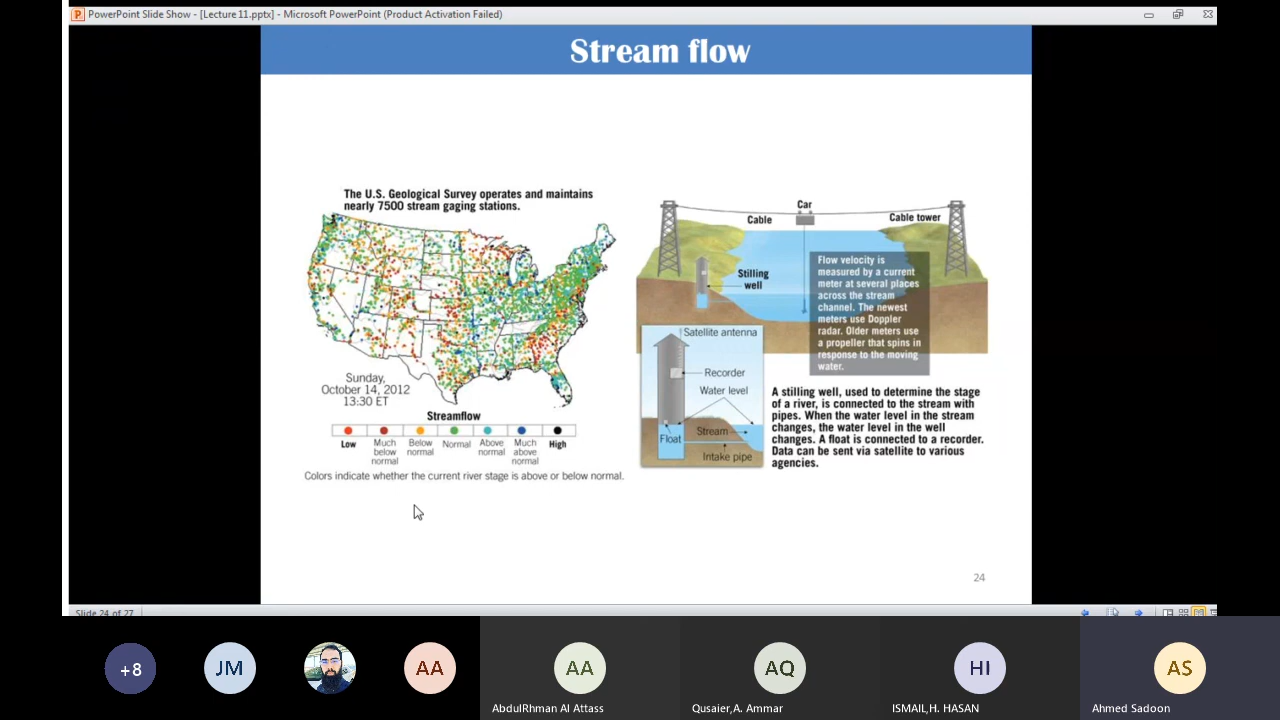 PowerPoint Slide Show - [Lecture 11.pptx] - Microsoft PowerPoint (Product Activation Failed)
Stream flow
The U.S. Geological Survey operates and maintains
nearly 7500 stream gaging stations.
Sunday,
October 14, 2012
13:30 ET
Streamflow
Low
Much
below
normal
Below
normal
Normal
Above
normal
Much
above
normal
High
Colors indicate whether the current river stage is above or below normal.
Car
Cable
Cable tower
Stilling
well
Flow velocity is
measured by a current
meter at several places
across the stream
channel. The newest
meters use Doppler
radar. Older meters use
a propeller that spins in
response to the moving
water.
Satellite antenna
Recorder
Water level
Stream
Float
Intake pipe
A stilling well, used to determine the stage
of a river, is connected to the stream with
pipes. When the water level in the stream
changes, the water level in the well
changes. A float is connected to a recorder.
Data can be sent via satellite to various
agencies.
24
Slide 24 of 27
+8
JM
AA
AA
AbdulRhman Al Attass
AQ
Qusaier,A. Ammar
HI
ISMAIL,H. HASAN
AS
Ahmed Sadoon